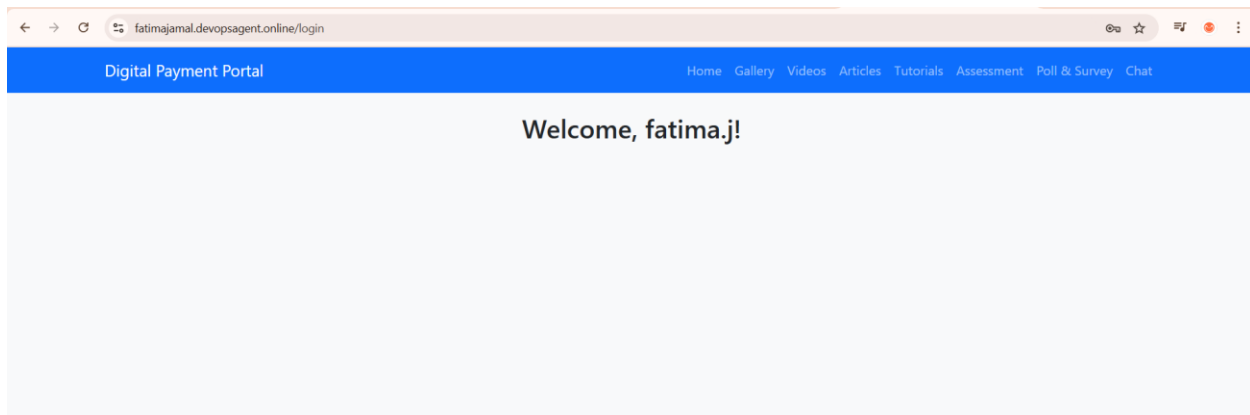 fatimajamal.devopsagent.online/login
Digital Payment Portal Home Gallery Videos Articles Tutorials Assessment Poll & Survey Chat
Welcome, fatima.j!